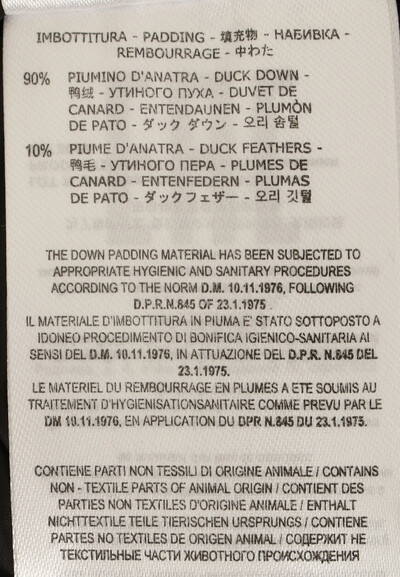 IMBOTTITURA - PADDING - 填充物 - НАБИВКА -
REMBOURRAGE - 中わた
90% PIUMINO D'ANATRA - DUCK DOWN -
鸭绒 - УТИНОГО ПУХА - DUVET DE
CANARD - ENTENDAUNEN - PLUMÒN
DE PATO - ダック ダウン - 오리 솜털
10% PIUME D'ANATRA - DUCK FEATHERS -
鸭毛 - УТИНОГО ПЕРА - PLUMES DE
CANARD - ENTENFEDERN - PLUMAS
DE PATO - ダックフェザー - 오리 깃털
THE DOWN PADDING MATERIAL HAS BEEN SUBJECTED TO
APPROPRIATE HYGIENIC AND SANITARY PROCEDURES
ACCORDING TO THE NORM D.M. 10.11.1976, FOLLOWING
D.P.R.N.845 OF 23.1.1975 .
IL MATERIALE D'IMBOTTITURA IN PIUMA E' STATO SOTTOPOSTO A
IDONEO PROCEDIMENTO DI BONIFICA IGIENICO-SANITARIA AI
SENSI DEL D.M. 10.11.1976, IN ATTUAZIONE DEL D.P.R. N.845 DEL
23.1.1975.
LE MATERIEL DU REMBOURRAGE EN PLUMES A ETE SOUMIS AU
TRAITEMENT D'HYGIENISATIONSANITAIRE COMME PREVU PAR LE
DM 10.11.1976, EN APPLICATION DU DPR N.845 DU 23.1.1975.
CONTIENE PARTI NON TESSILI DI ORIGINE ANIMALE / CONTAINS
NON - TEXTILE PARTS OF ANIMAL ORIGIN / CONTIENT DES
PARTIES NON TEXTILES D'ORIGINE ANIMALE / ENTHALT
NICHTTEXTILE TEILE TIERISCHEN URSPRUNGS / CONTIENE
PARTES NO TEXTILES DE ORIGEN ANIMAL / СОДЕРЖИТ НЕ
ТЕКСТИЛЬНЫЕ ЧАСТИ ЖИВОТНОГО ПРОИСХОЖДЕНИЯ